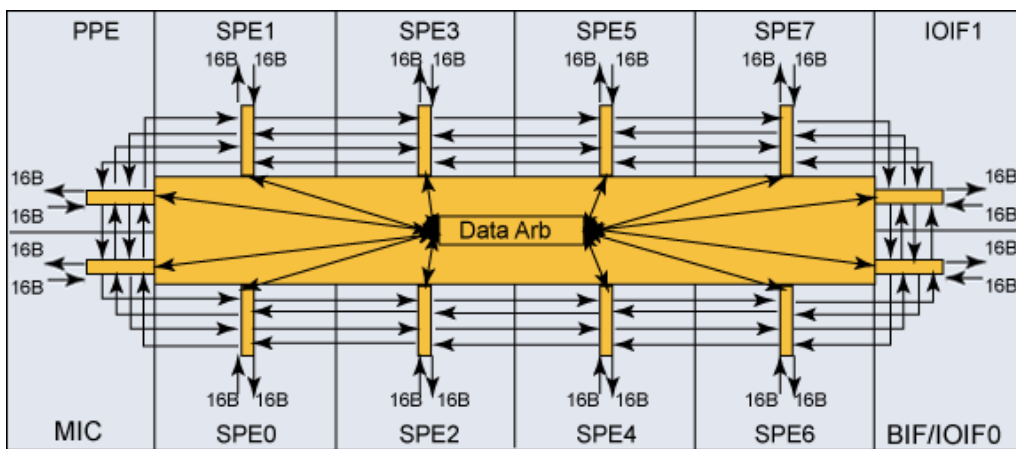 PPE SPE1 SPE3 SPE5 SPE7 IOIF1
16B 16B 16B 16B 16B 16B 16B 16B
16B 16B
16B Data Arb 16B
16B 16B
16B 16B
16B 16B 16B 16B 16B 16B 16B 16B
MIC SPE0 SPE2 SPE4 SPE6 BIF/IOIF0